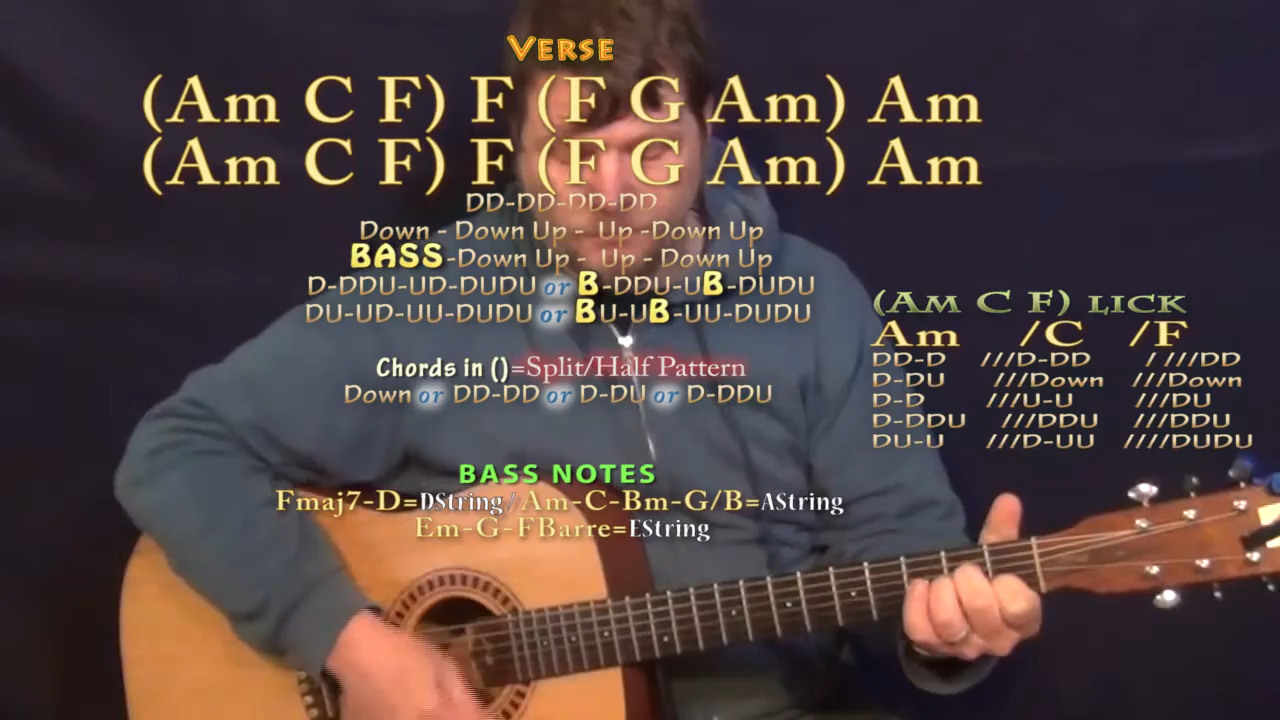 VERSE
(Am C F) F (F G Am) Am
(Am C F) F (F G Am) Am
DD-DD-DD-DD
Down - Down Up - Up -Down Up
BASS-Down Up - Up - Down Up
D-DDU-UD-DUDU or B-DDU-UB-DUDU
DU-UD-UU-DUDU or BU-UB-UU-DUDU
Chords in ()=Split/Half Pattern
Down or DD-DD or D-DU or D-DDU
BASS NOTES
Fmaj7-D=DString/Am-C-Bm-G/B=AString
Em-G-FBarre=EString
(AM C F) LICK
Am /C /F
DD-D ///D-DD / ///DD
D-DU ///Down ///Down
D-D ///U-U ///DU
D-DDU ///DDU ///DDU
DU-U ///D-UU ////DUDU